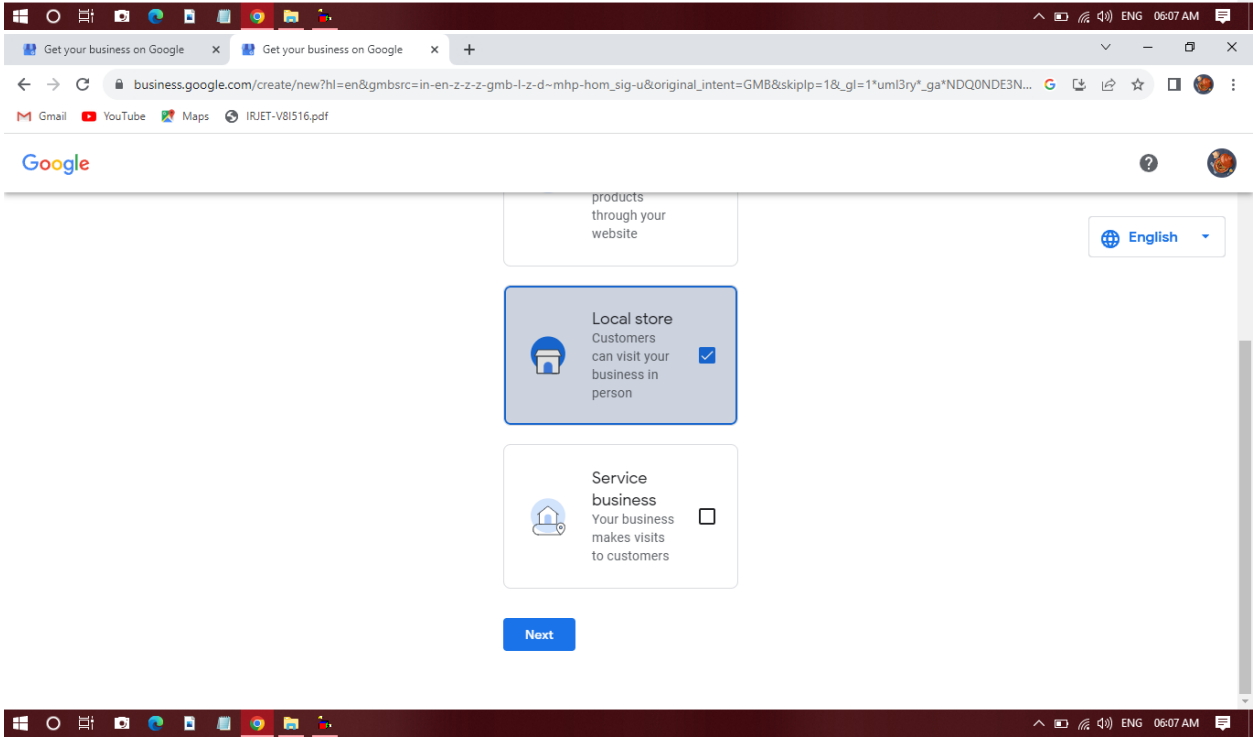 ENG 06:07 AM
Get your business on Google
Get your business on Google
business.google.com/create/new?hl=en&gmbsrc=in-en-z-z-z-gmb-l-z-d~mhp-hom_sig-u&original_intent=GMB&skiplp=1&_gl=1*uml3ry*_ga*NDQ0NDE3N...
Gmail YouTube Maps IRJET-V8I516.pdf
Google
products
through your
website
English
Local store
Customers
can visit your
business in
person
Service
business
Your business
makes visits
to customers
Next
ENG 06:07 AM